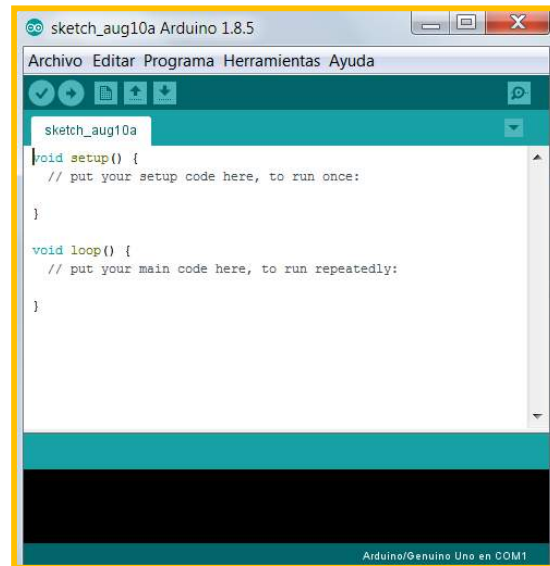 sketch_aug10a Arduino 1.8.5
Archivo Editar Programa Herramientas Ayuda
sketch_aug10a
void setup() {
  // put your setup code here, to run once:
}
void loop() {
  // put your main code here, to run repeatedly:
}
Arduino/Genuino Uno en COM1